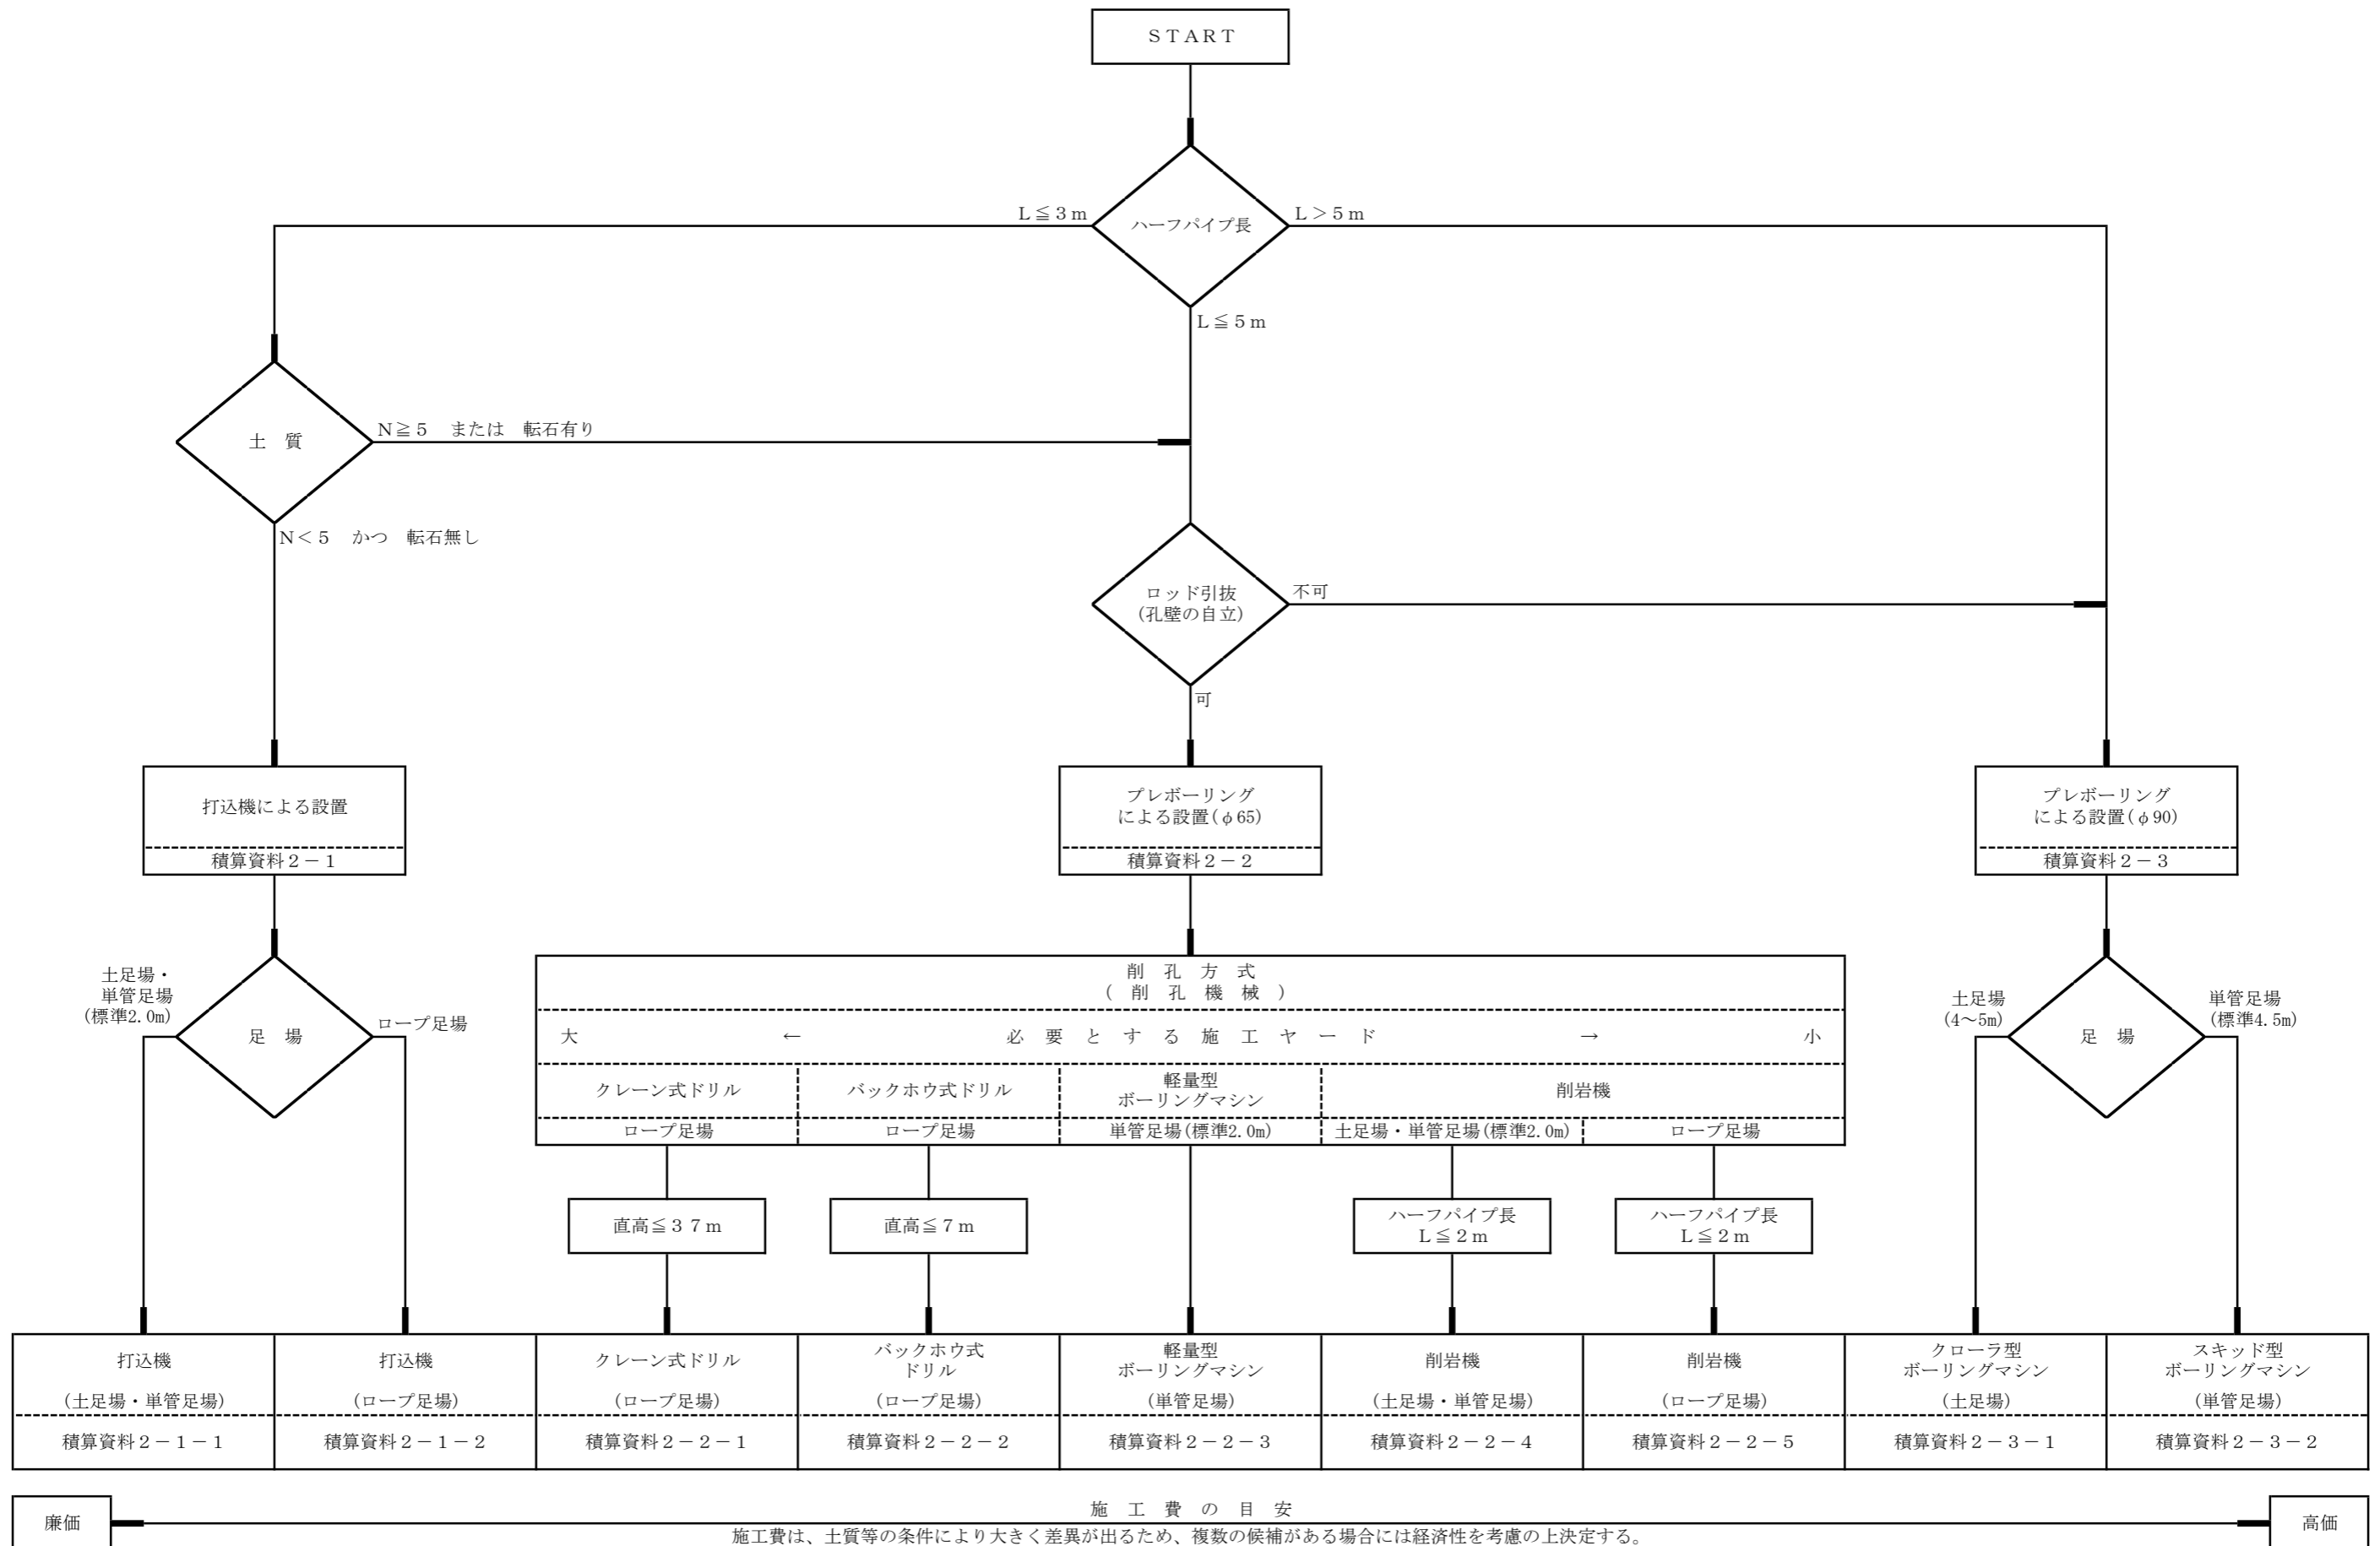 ＳＴＡＲＴ
Ｌ≦３ｍ
ハーフパイプ長
Ｌ＞５ｍ
Ｌ≦５ｍ
土　質
Ｎ≧５　または　転石有り
Ｎ＜５　かつ　転石無し
ロッド引抜
(孔壁の自立)
不可
可
打込機による設置
積算資料２－１
プレボーリング
による設置(φ65)
積算資料２－２
プレボーリング
による設置(φ90)
積算資料２－３
土足場・
単管足場
(標準2.0m)
足　場
ロープ足場
削　孔　方　式
(　削　孔　機　械　)
大　←　必　要　と　す　る　施　工　ヤ　ー　ド　→　小
クレーン式ドリル
バックホウ式ドリル
軽量型
ボーリングマシン
削岩機
ロープ足場
ロープ足場
単管足場(標準2.0m)
土足場・単管足場(標準2.0m)
ロープ足場
土足場
(4～5m)
足　場
単管足場
(標準4.5m)
直高≦３７ｍ
直高≦７ｍ
ハーフパイプ長
Ｌ≦２ｍ
ハーフパイプ長
Ｌ≦２ｍ
打込機
(土足場・単管足場)
積算資料２－１－１
打込機
(ロープ足場)
積算資料２－１－２
クレーン式ドリル
(ロープ足場)
積算資料２－２－１
バックホウ式
ドリル
(ロープ足場)
積算資料２－２－２
軽量型
ボーリングマシン
(単管足場)
積算資料２－２－３
削岩機
(土足場・単管足場)
積算資料２－２－４
削岩機
(ロープ足場)
積算資料２－２－５
クローラ型
ボーリングマシン
(土足場)
積算資料２－３－１
スキッド型
ボーリングマシン
(単管足場)
積算資料２－３－２
廉価
施　工　費　の　目　安
施工費は、土質等の条件により大きく差異が出るため、複数の候補がある場合には経済性を考慮の上決定する。
高価